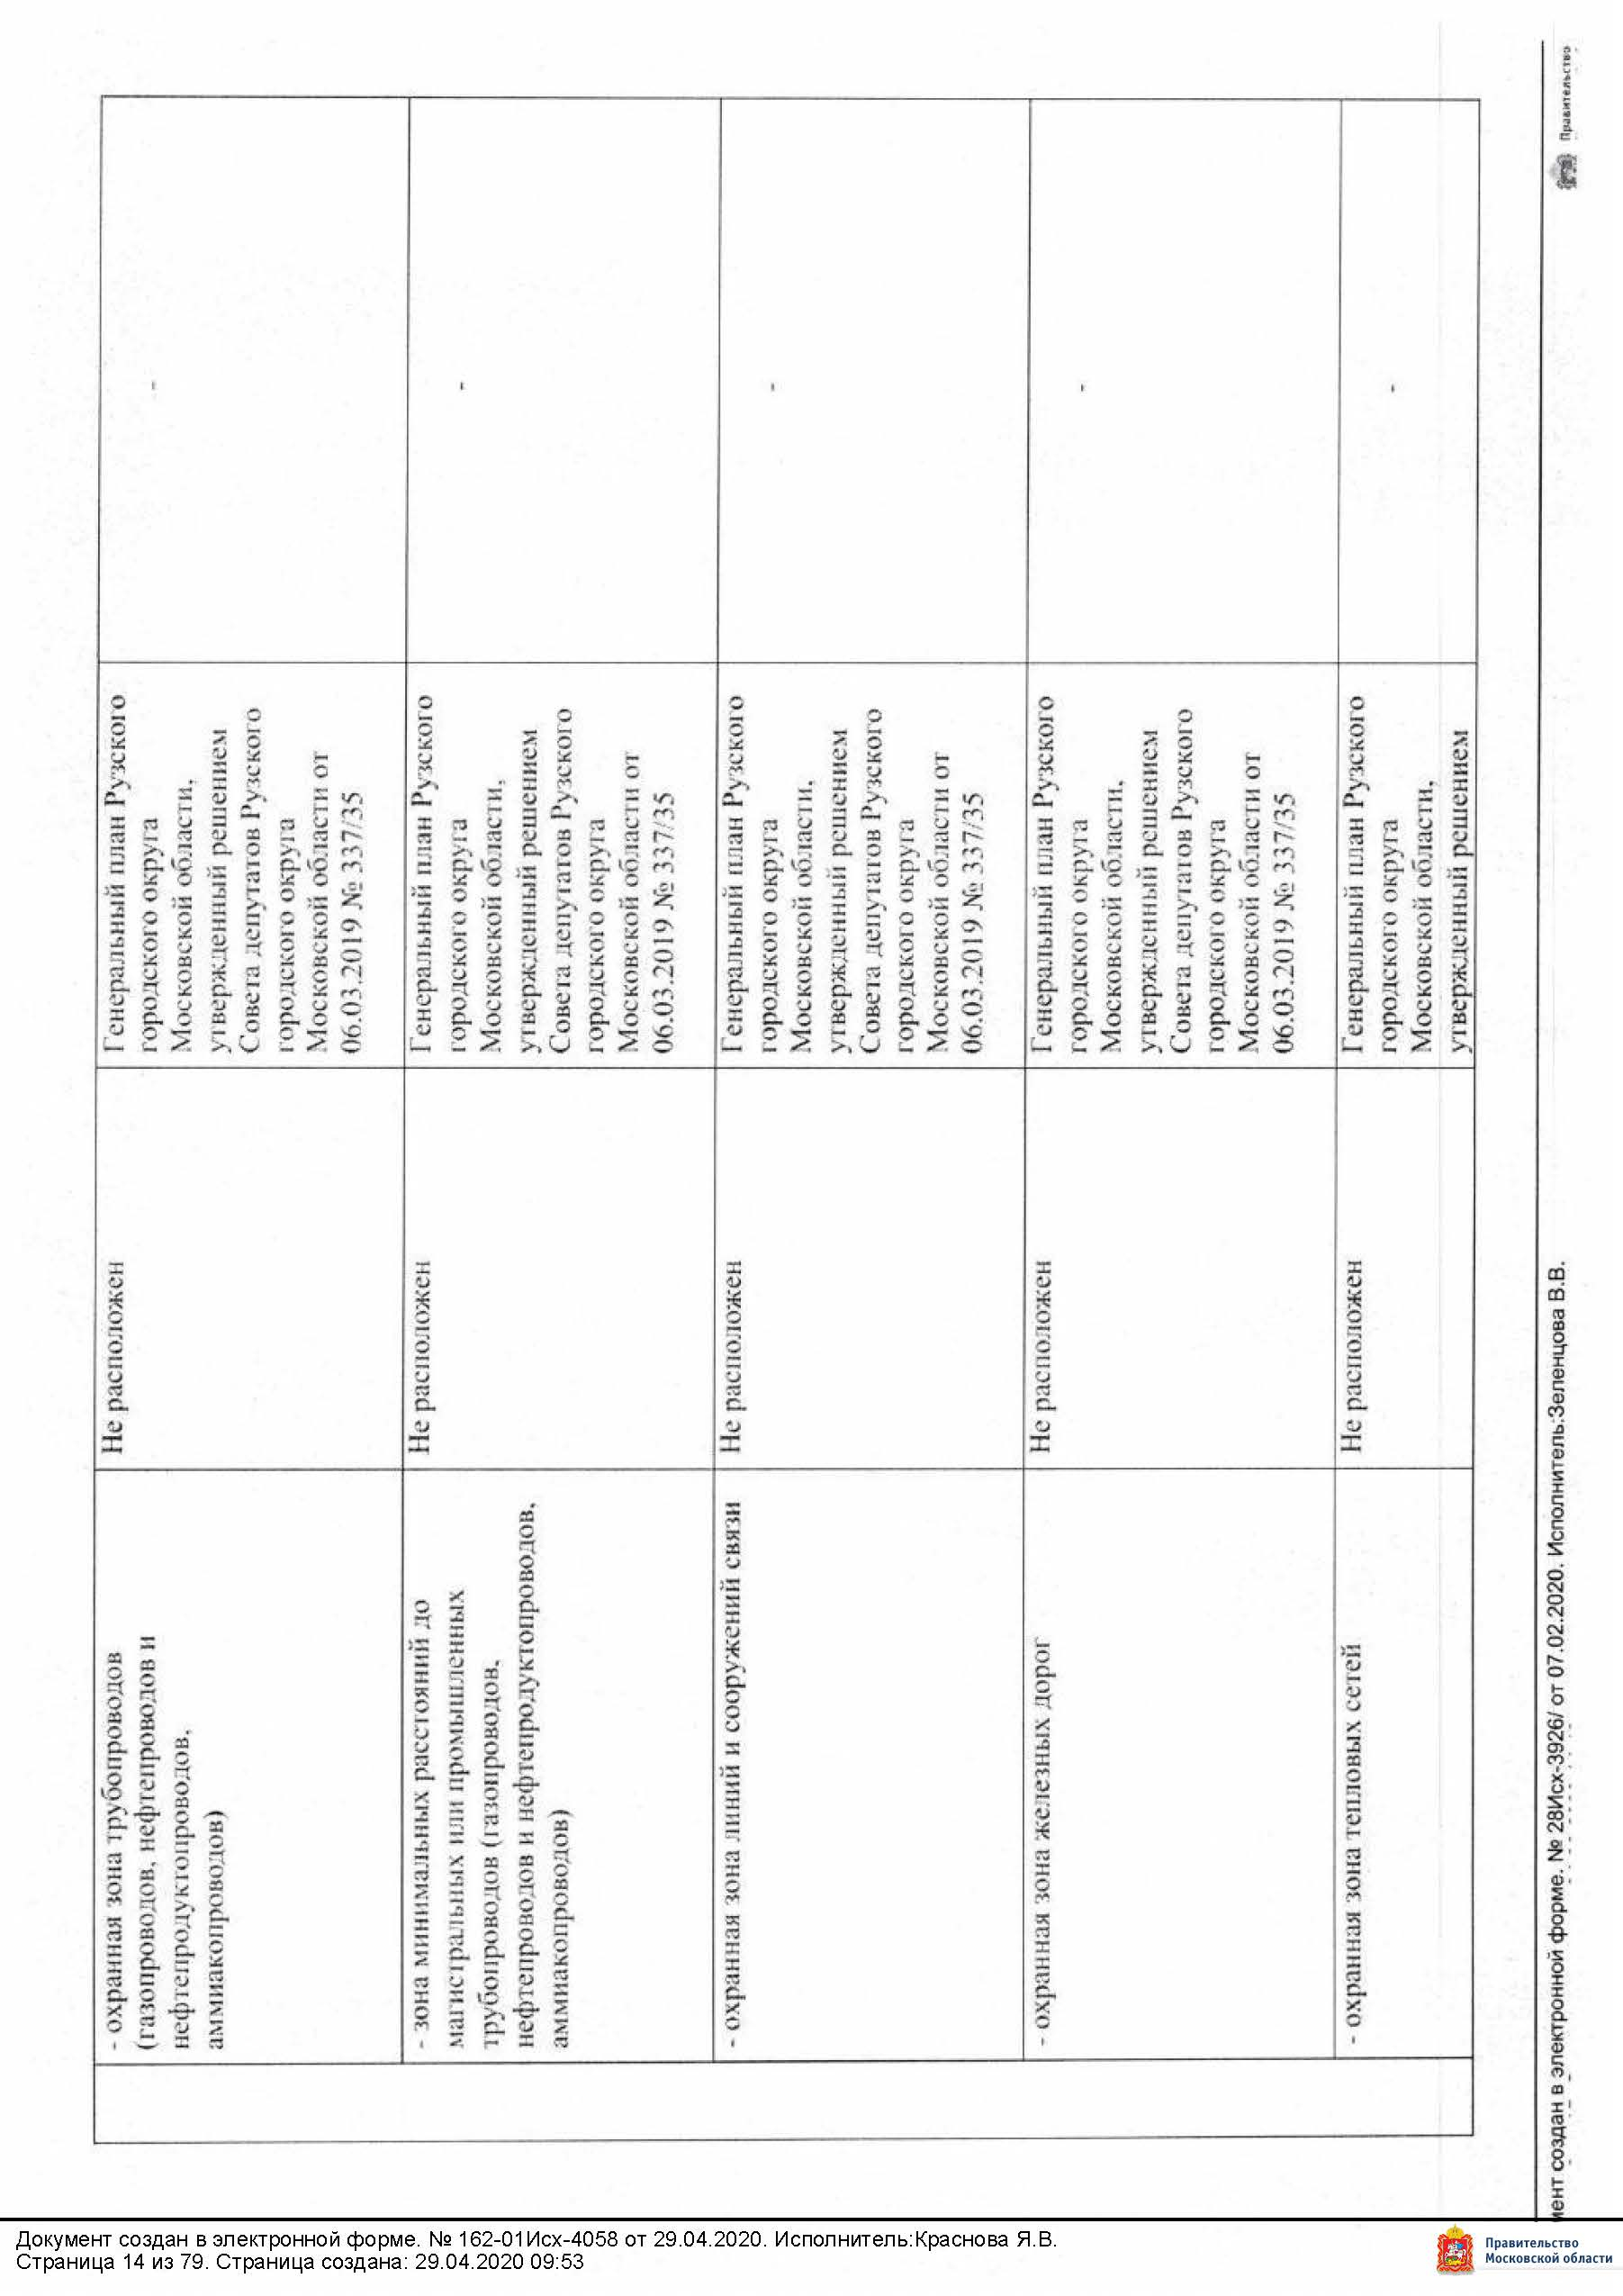 - охранная зона трубопроводов
(газопроводов, нефтепроводов и
нефтепродуктопроводов,
аммиакопроводов)
Не расположен
Генеральный план Рузского
городского округа
Московской области,
утвержденный решением
Совета депутатов Рузского
городского округа
Московской области от
06.03.2019 № 337/35
-
- зона минимальных расстояний до
магистральных или промышленных
трубопроводов (газопроводов,
нефтепроводов и нефтепродуктопроводов,
аммиакопроводов)
Не расположен
Генеральный план Рузского
городского округа
Московской области,
утвержденный решением
Совета депутатов Рузского
городского округа
Московской области от
06.03.2019 № 337/35
-
- охранная зона линий и сооружений связи
Не расположен
Генеральный план Рузского
городского округа
Московской области,
утвержденный решением
Совета депутатов Рузского
городского округа
Московской области от
06.03.2019 № 337/35
-
- охранная зона железных дорог
Не расположен
Генеральный план Рузского
городского округа
Московской области,
утвержденный решением
Совета депутатов Рузского
городского округа
Московской области от
06.03.2019 № 337/35
-
- охранная зона тепловых сетей
Не расположен
Генеральный план Рузского
городского округа
Московской области,
утвержденный решением
-
мент создан в электронной форме. № 28Исх-3926/ от 07.02.2020. Исполнитель:Зеленцова В.В.
Правительство
Документ создан в электронной форме. № 162-01Исх-4058 от 29.04.2020. Исполнитель:Краснова Я.В.
Страница 14 из 79. Страница создана: 29.04.2020 09:53
Правительство
Московской области